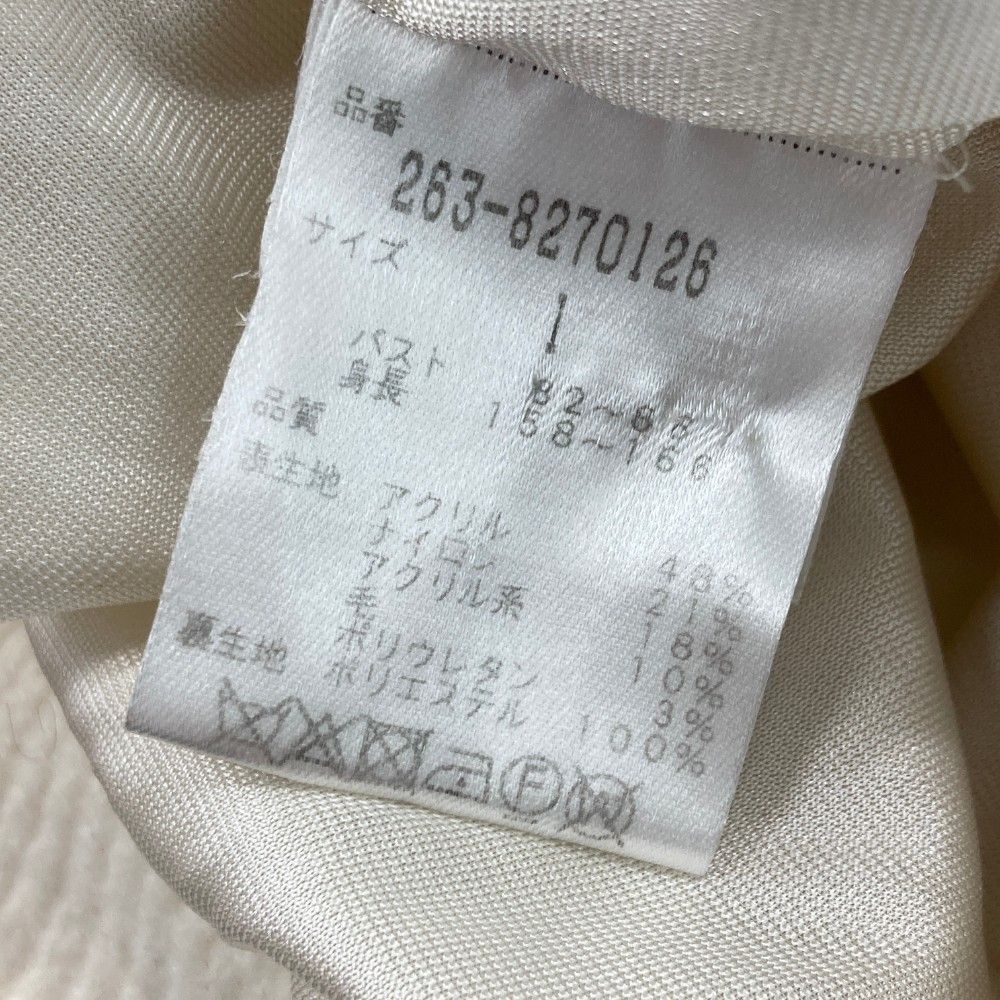 品番
263-8270126
サイズ
1
バスト 82～88
身長 158～166
品質
表生地 アクリル 48%
ナイロン 21%
アクリル系 18%
毛 10%
ポリウレタン 3%
裏生地 ポリエステル 100%
F W